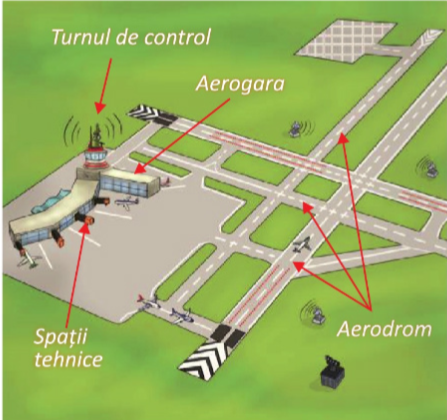 Turnul de control
Aerogara
Spații
tehnice
Aerodrom